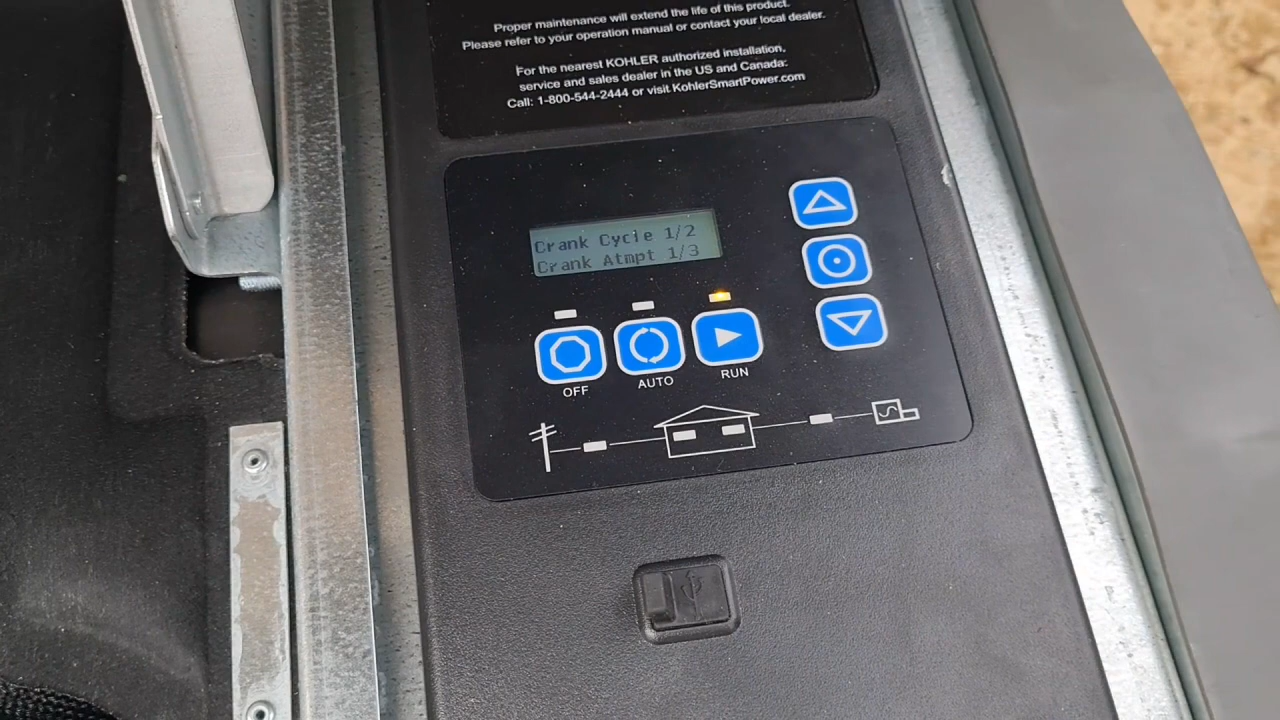 Proper maintenance will extend the life of this product.
Please refer to your operation manual or contact your local dealer.
For the nearest KOHLER authorized installation,
service and sales dealer in the US and Canada:
Call: 1-800-544-2444 or visit KohlerSmartPower.com
Crank Cycle 1/2
Crank Atmpt 1/3
OFF
AUTO
RUN